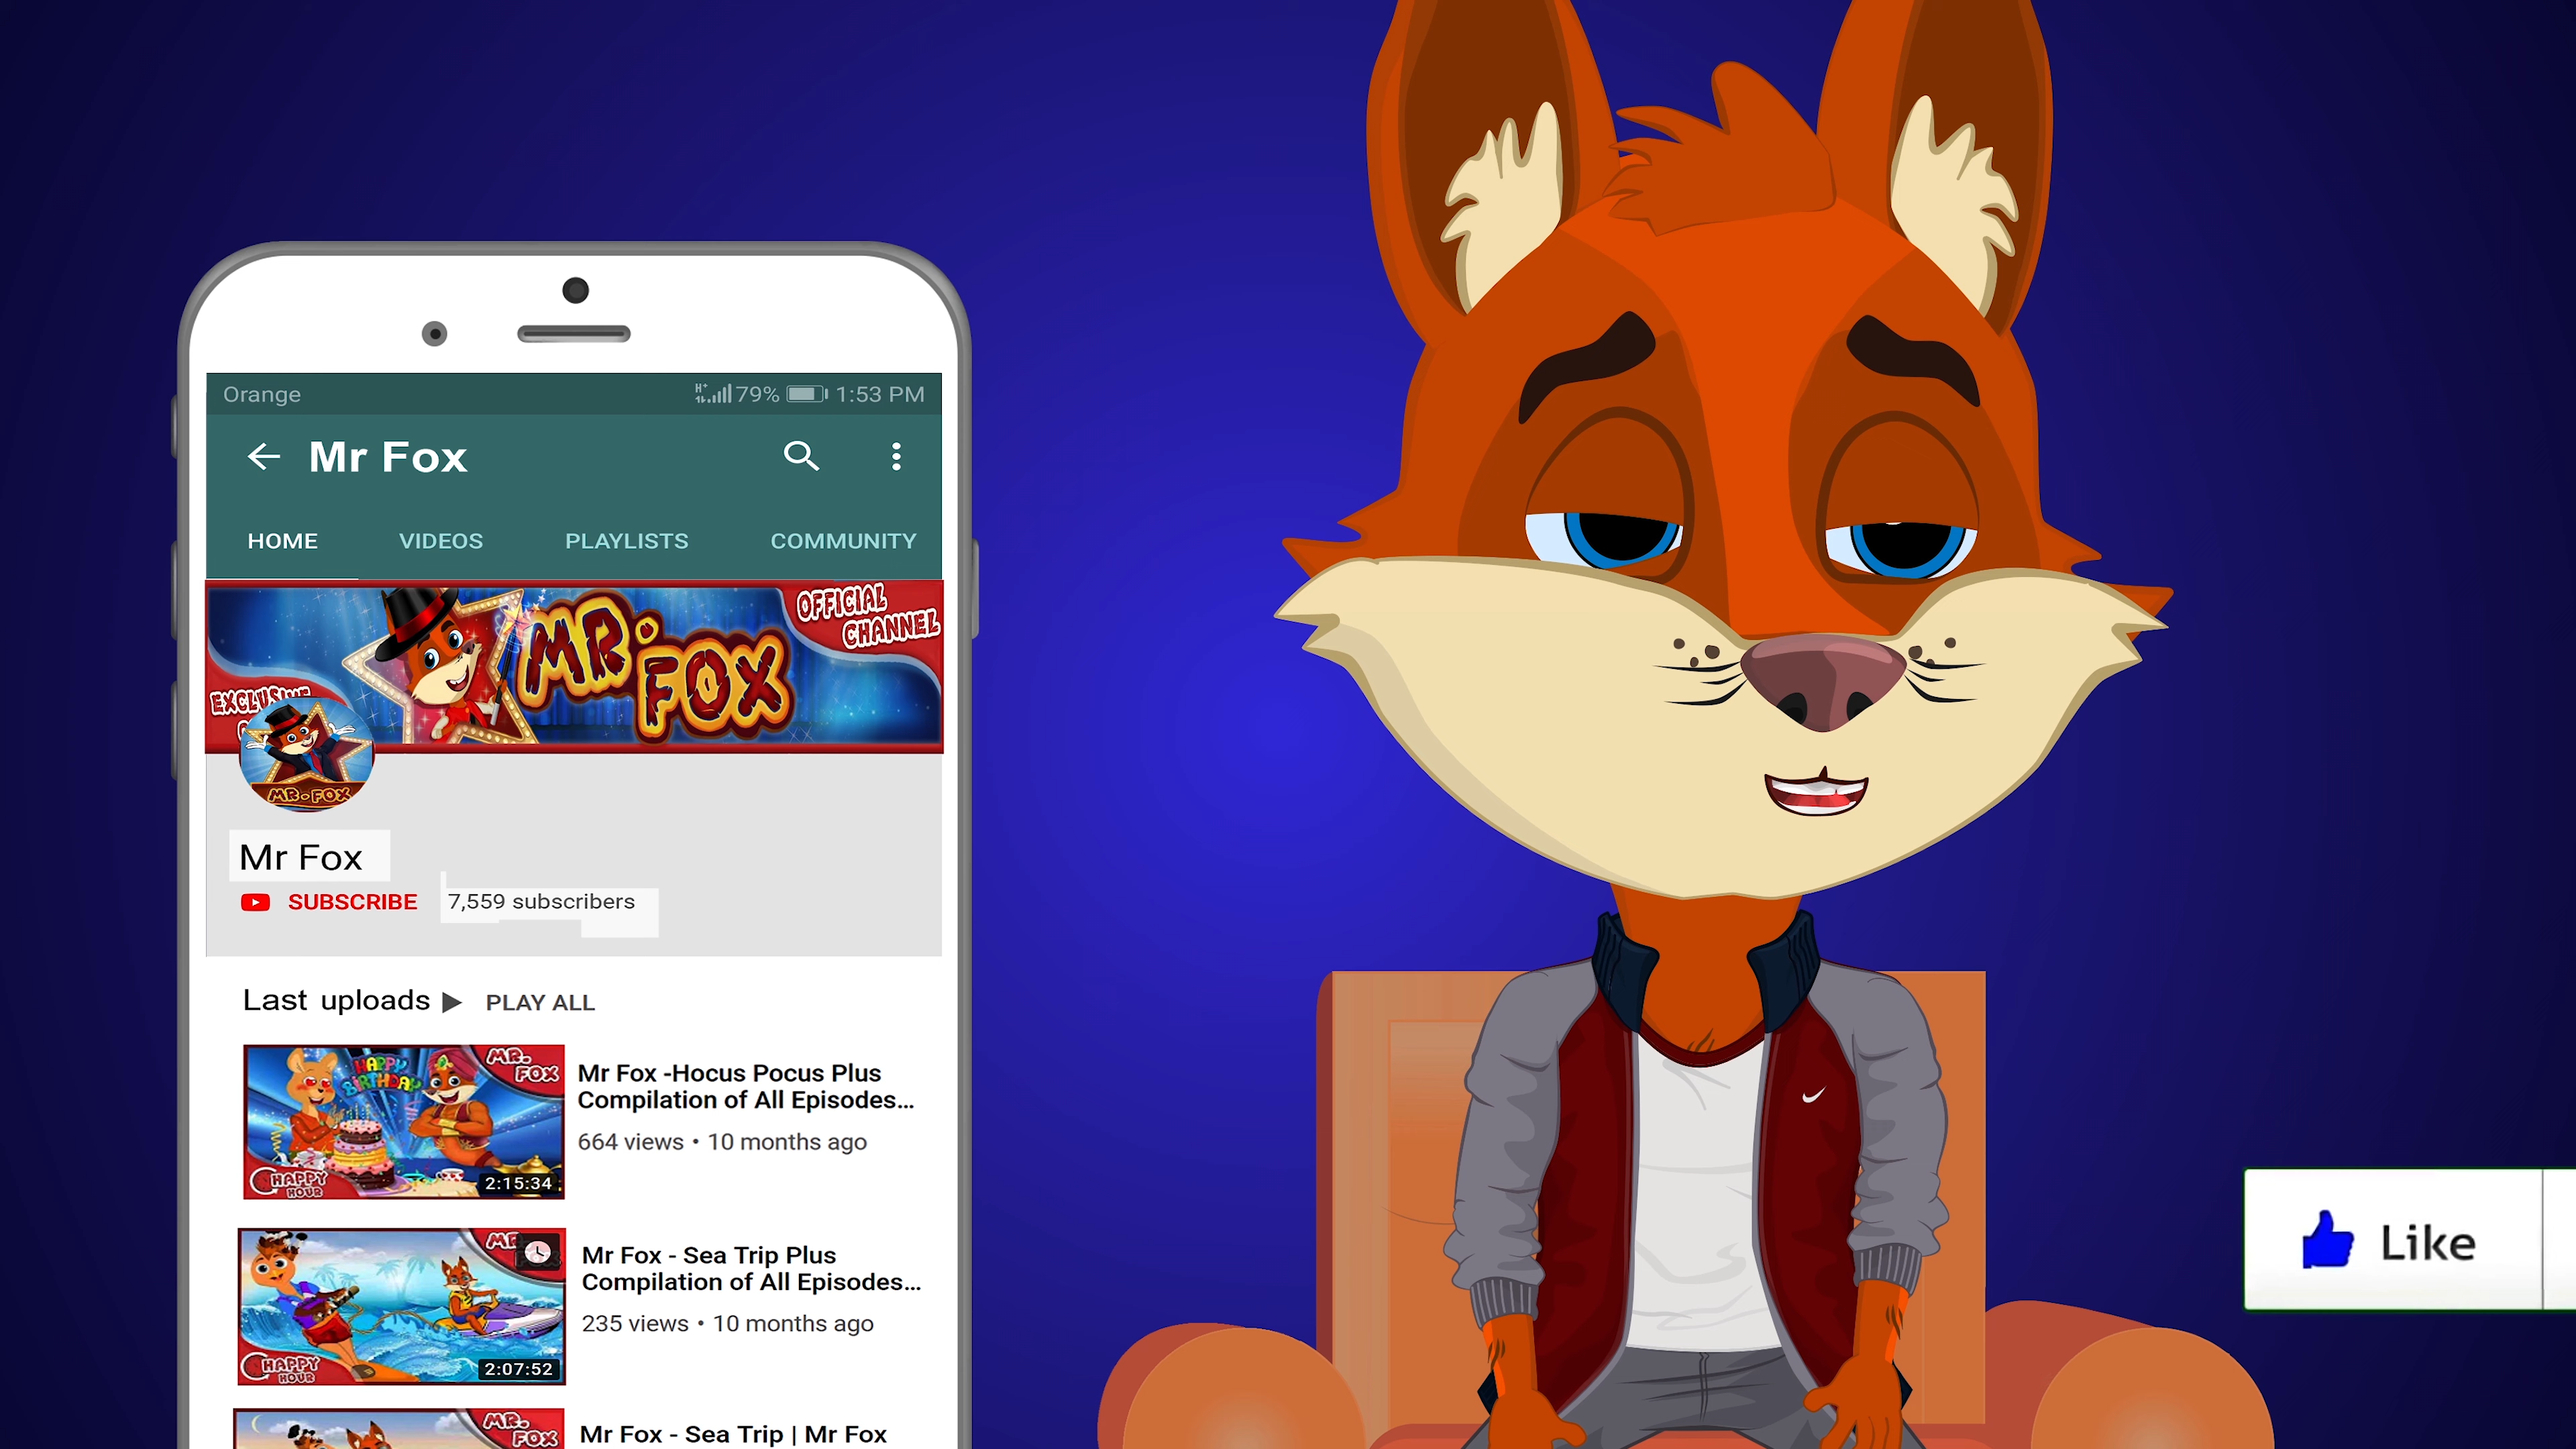 Orange
79% 1:53 PM
Mr Fox
HOME VIDEOS PLAYLISTS COMMUNITY
OFFICIAL
CHANNEL
MR.
FOX
EXCLUSIVE
MR-FOX
Mr Fox
SUBSCRIBE 7,559 subscribers
Last uploads PLAY ALL
HAPPY
BIRTHDAY
MR.
FOX
HAPPY
HOUR
2:15:34
Mr Fox -Hocus Pocus Plus
Compilation of All Episodes...
664 views • 10 months ago
HAPPY
HOUR
2:07:52
Mr Fox - Sea Trip Plus
Compilation of All Episodes...
235 views • 10 months ago
MR.
FOX
Mr Fox - Sea Trip | Mr Fox
Like